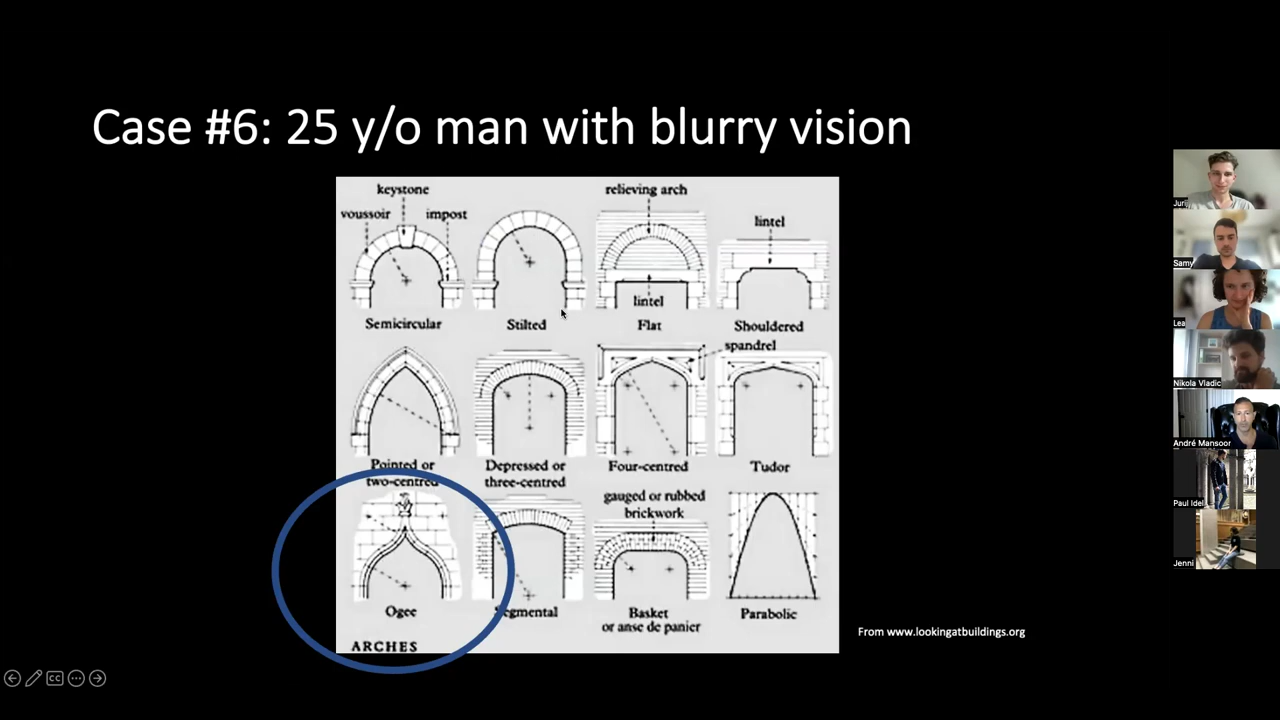 Case #6: 25 y/o man with blurry vision
keystone
relieving arch
voussoir
impost
lintel
lintel
Semicircular
Stilted
Flat
Shouldered
spandrel
Pointed or
two-centred
Depressed or
three-centred
Four-centred
Tudor
gauged or rubbed
brickwork
Ogee
Segmental
Basket
or anse de panier
Parabolic
ARCHES
From www.lookingatbuildings.org
Jurij
Samy
Lea
Nikola Vladic
André Mansoor
Paul Idel
Jenni
CC